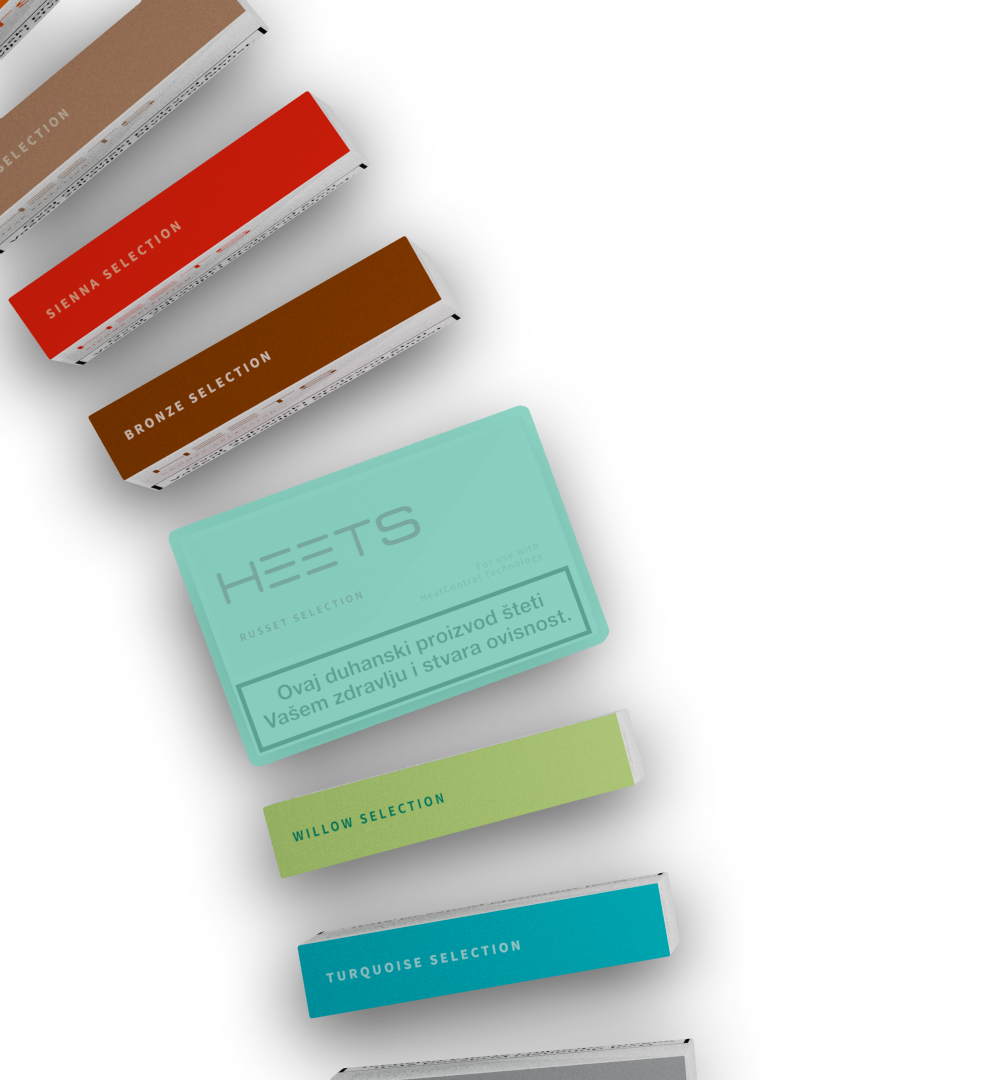 SELECTION
SIENNA SELECTION
BRONZE SELECTION
HEETS
RUSSET SELECTION
For use with
HeatControl Technology
Ovaj duhanski proizvod šteti
Vašem zdravlju i stvara ovisnost.
WILLOW SELECTION
TURQUOISE SELECTION